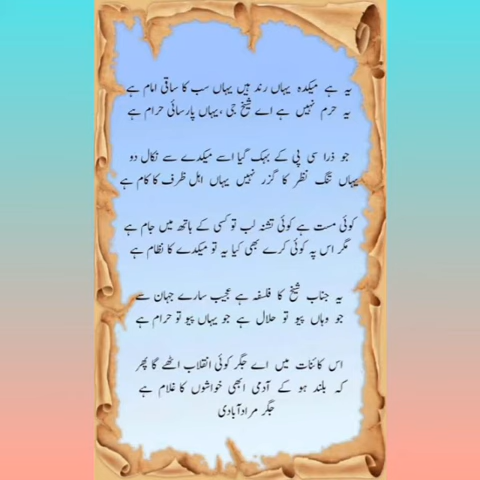 یہ ہے میکدہ یہاں رند ہیں یہاں سب کا ساقی امام ہے
یہ حرم نہیں ہے اے شیخ جی ،یہاں پارسائی حرام ہے
جو ذرا سی پی کے بہک گیا اسے میکدے سے نکال دو
یہاں تنگ نظر کا گزر نہیں یہاں اہل ظرف کا کام ہے
کوئی مست ہے کوئی تشنہ لب تو کسی کے ہاتھ میں جام ہے
مگر اس پہ کوئی کرے بھی کیا یہ تو میکدے کا نظام ہے
یہ جناب شیخ کا فلسفہ ہے عجیب سارے جہان سے
جو وہاں پیو تو حلال ہے جو یہاں پیو تو حرام ہے
اس کائنات میں اے جگر کوئی انقلاب اٹھے گا پھر
کہ بلند ہو کے آدمی ابھی خواشوں کا غلام ہے
جگر مرادآبادی